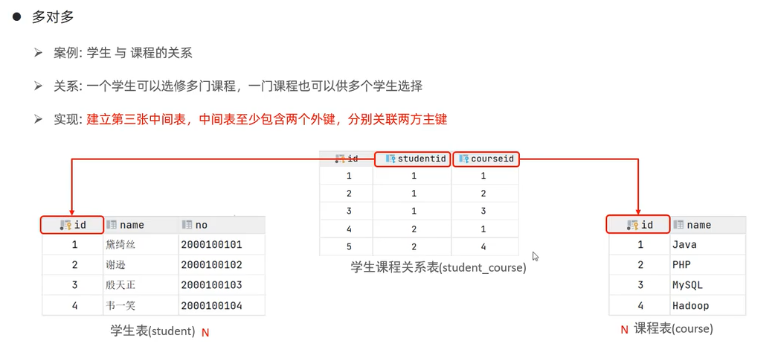 多对多
案例: 学生 与 课程的关系
关系: 一个学生可以选修多门课程，一门课程也可以供多个学生选择
实现: 建立第三张中间表，中间表至少包含两个外键，分别关联两方主键
id studentid courseid
1 1 1
2 1 2
3 1 3
4 2 1
5 2 4
学生课程关系表(student_course)
id name no
1 黛绮丝 2000100101
2 谢逊 2000100102
3 殷天正 2000100103
4 韦一笑 2000100104
学生表(student) N
id name
1 Java
2 PHP
3 MySQL
4 Hadoop
N 课程表(course)